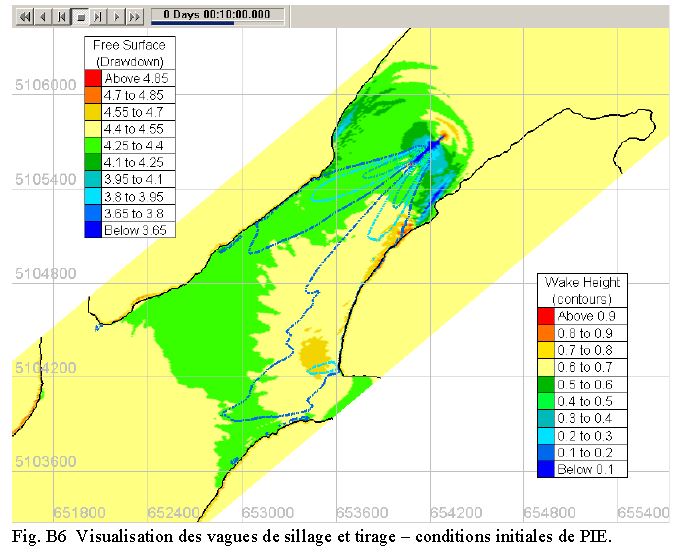 0 Days 00:10:00.000
Free Surface
(Drawdown)
Above 4.85
4.7 to 4.85
4.55 to 4.7
4.4 to 4.55
4.25 to 4.4
4.1 to 4.25
3.95 to 4.1
3.8 to 3.95
3.65 to 3.8
Below 3.65
5106000
5105400
5104800
5104200
5103600
Wake Height
(contours)
Above 0.9
0.8 to 0.9
0.7 to 0.8
0.6 to 0.7
0.5 to 0.6
0.4 to 0.5
0.3 to 0.4
0.2 to 0.3
0.1 to 0.2
Below 0.1
651800 652400 653000 653600 654200 654800 655400
Fig. B6 Visualisation des vagues de sillage et tirage – conditions initiales de PIE.